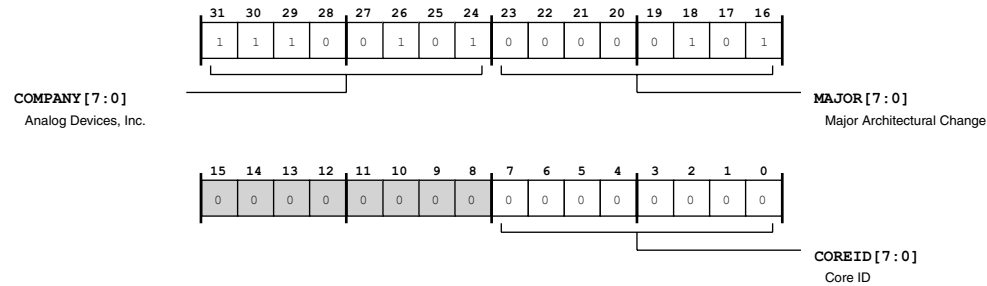 31 30 29 28 27 26 25 24 23 22 21 20 19 18 17 16
1 1 1 0 0 1 0 1 0 0 0 0 0 1 0 1
COMPANY[7:0]
Analog Devices, Inc.
MAJOR[7:0]
Major Architectural Change
15 14 13 12 11 10 9 8 7 6 5 4 3 2 1 0
0 0 0 0 0 0 0 0 0 0 0 0 0 0 0 0
COREID[7:0]
Core ID